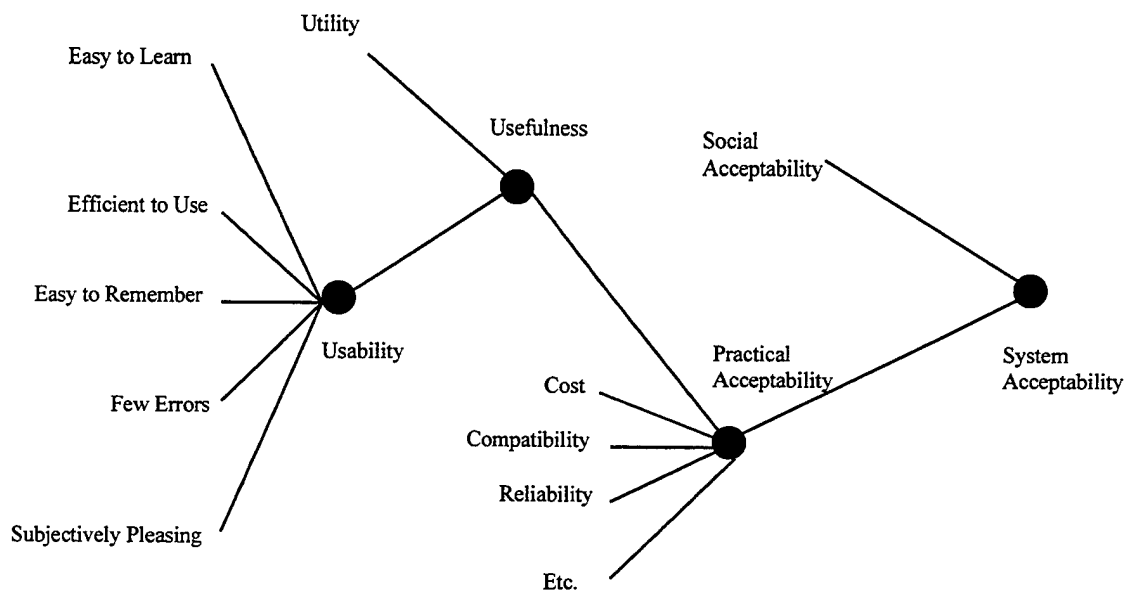 Utility
Easy to Learn
Usefulness
Social
Acceptability
Efficient to Use
Easy to Remember
Usability
Practical
Acceptability
System
Acceptability
Cost
Few Errors
Compatibility
Reliability
Subjectively Pleasing
Etc.